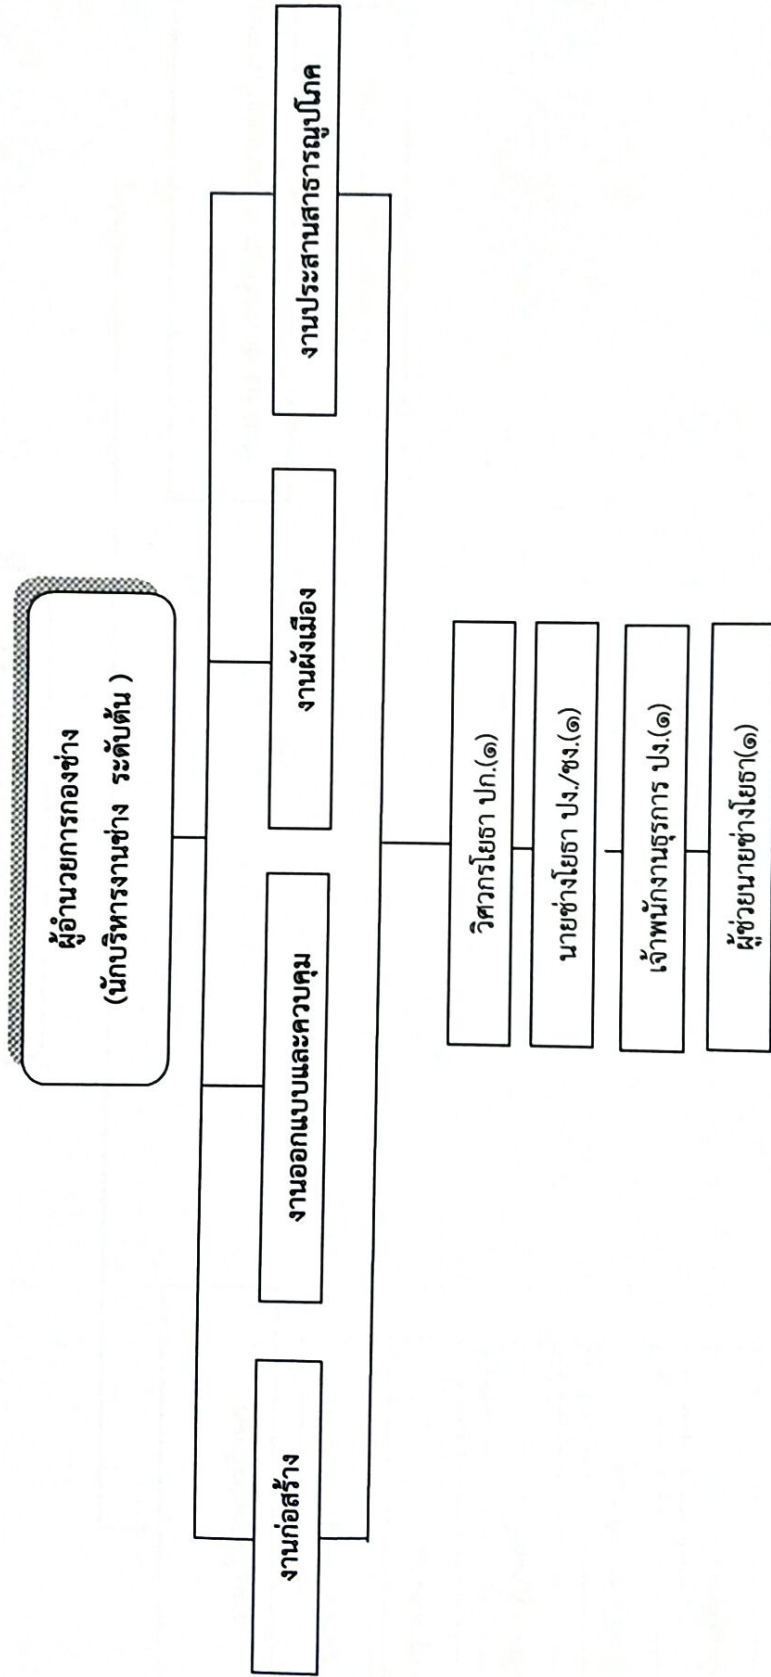 ผู้อำนวยการกองช่าง
(นักบริหารงานช่าง ระดับต้น )
งานก่อสร้าง
งานออกแบบและควบคุม
งานผังเมือง
งานประสานสาธารณูปโภค
วิศวกรโยธา ปก.(๑)
นายช่างโยธา ปง./ชง.(๑)
เจ้าพนักงานธุรการ ปง.(๑)
ผู้ช่วยนายช่างโยธา(๑)